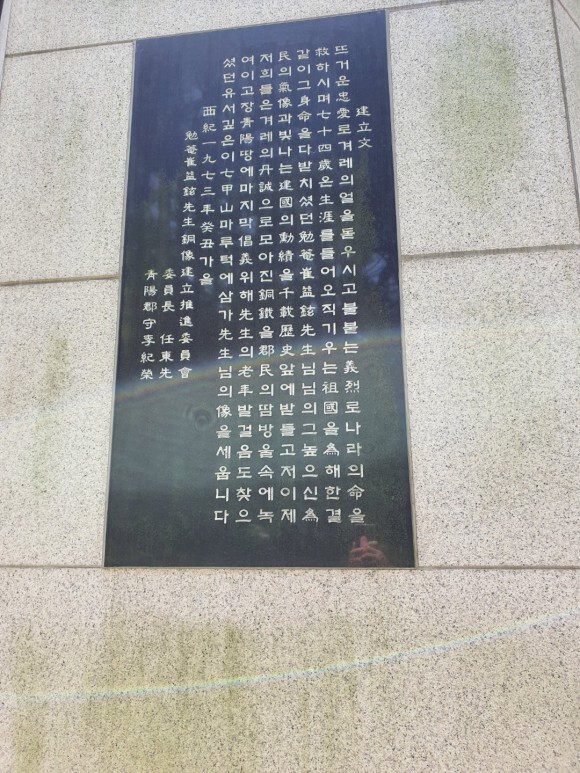 建立文
뜨거운 忠愛로 겨레의 얼을 돋우시고 불붙는 義烈로 나라의 命을
救하시며 七十四歲 온 生涯를 들어 오직 기우는 祖國을 爲해 한결
같이 그 身命을 다 받치셨던 勉菴崔益鉉先生님 님의 그 높으신 爲
民의 氣像과 빛나는 建國의 勳績을 千載歷史 앞에 받들고저 이제
저희들은 겨레의 丹誠으로 모아진 銅鐵을 郡民의 땀방울 속에 녹
여 이 고장 靑陽땅에 마지막 倡義 위해 先生의 老年 발걸음도 찾으
셨던 유서 깊은 이 七甲山 마루턱에 삼가 先生님의 像을 세웁니다
西紀 一九七三年 癸丑 가을
勉菴崔益鉉先生銅像建立推進委員會
委員長 任東先
靑陽郡守 李紀榮